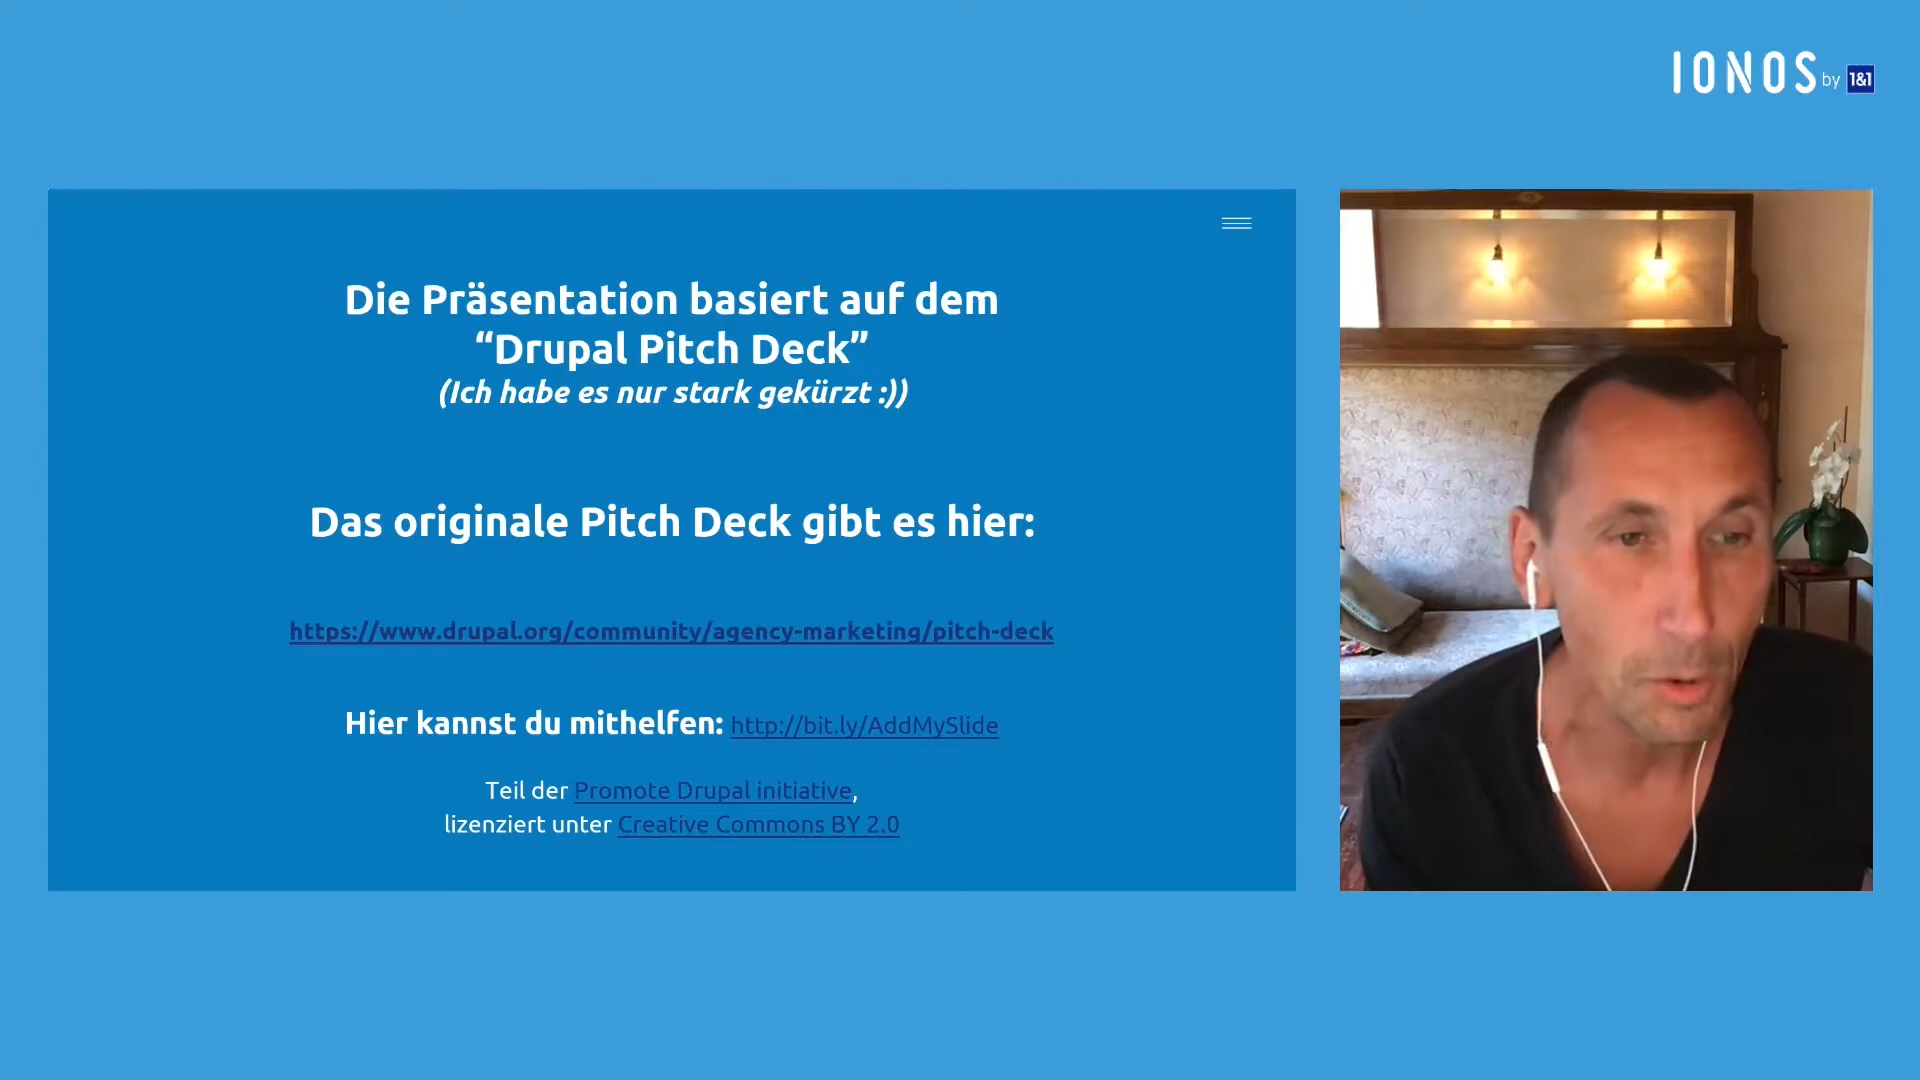 IONOS by 1&1
Die Präsentation basiert auf dem
“Drupal Pitch Deck”
(Ich habe es nur stark gekürzt :))
Das originale Pitch Deck gibt es hier:
https://www.drupal.org/community/agency-marketing/pitch-deck
Hier kannst du mithelfen: http://bit.ly/AddMySlide
Teil der Promote Drupal initiative,
lizenziert unter Creative Commons BY 2.0